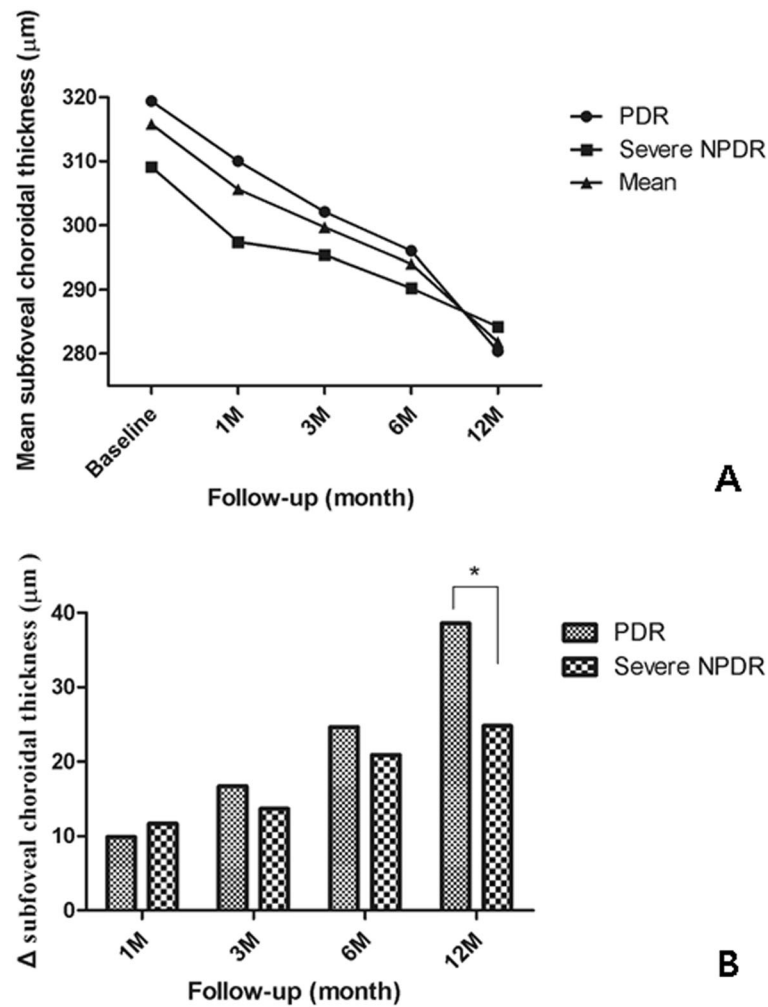 Mean subfoveal choroidal thickness (μm)
320
310
300
290
280
Baseline
1M
3M
6M
12M
Follow-up (month)
PDR
Severe NPDR
Mean
A
Δ subfoveal choroidal thickness (μm )
40
30
20
10
0
*
1M
3M
6M
12M
Follow-up (month)
PDR
Severe NPDR
B